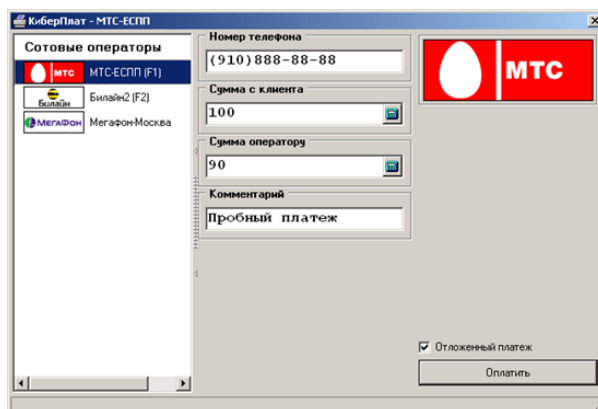 КиберПлат - МТС-ЕСПП
Сотовые операторы
МТС МТС-ЕСПП (F1)
Билайн Билайн2 (F2)
МЕГАФОН Мегафон-Москва
Номер телефона
(910)888-88-88
Сумма с клиента
100
Сумма оператору
90
Комментарий
Пробный платеж
МТС
Отложенный платеж
Оплатить